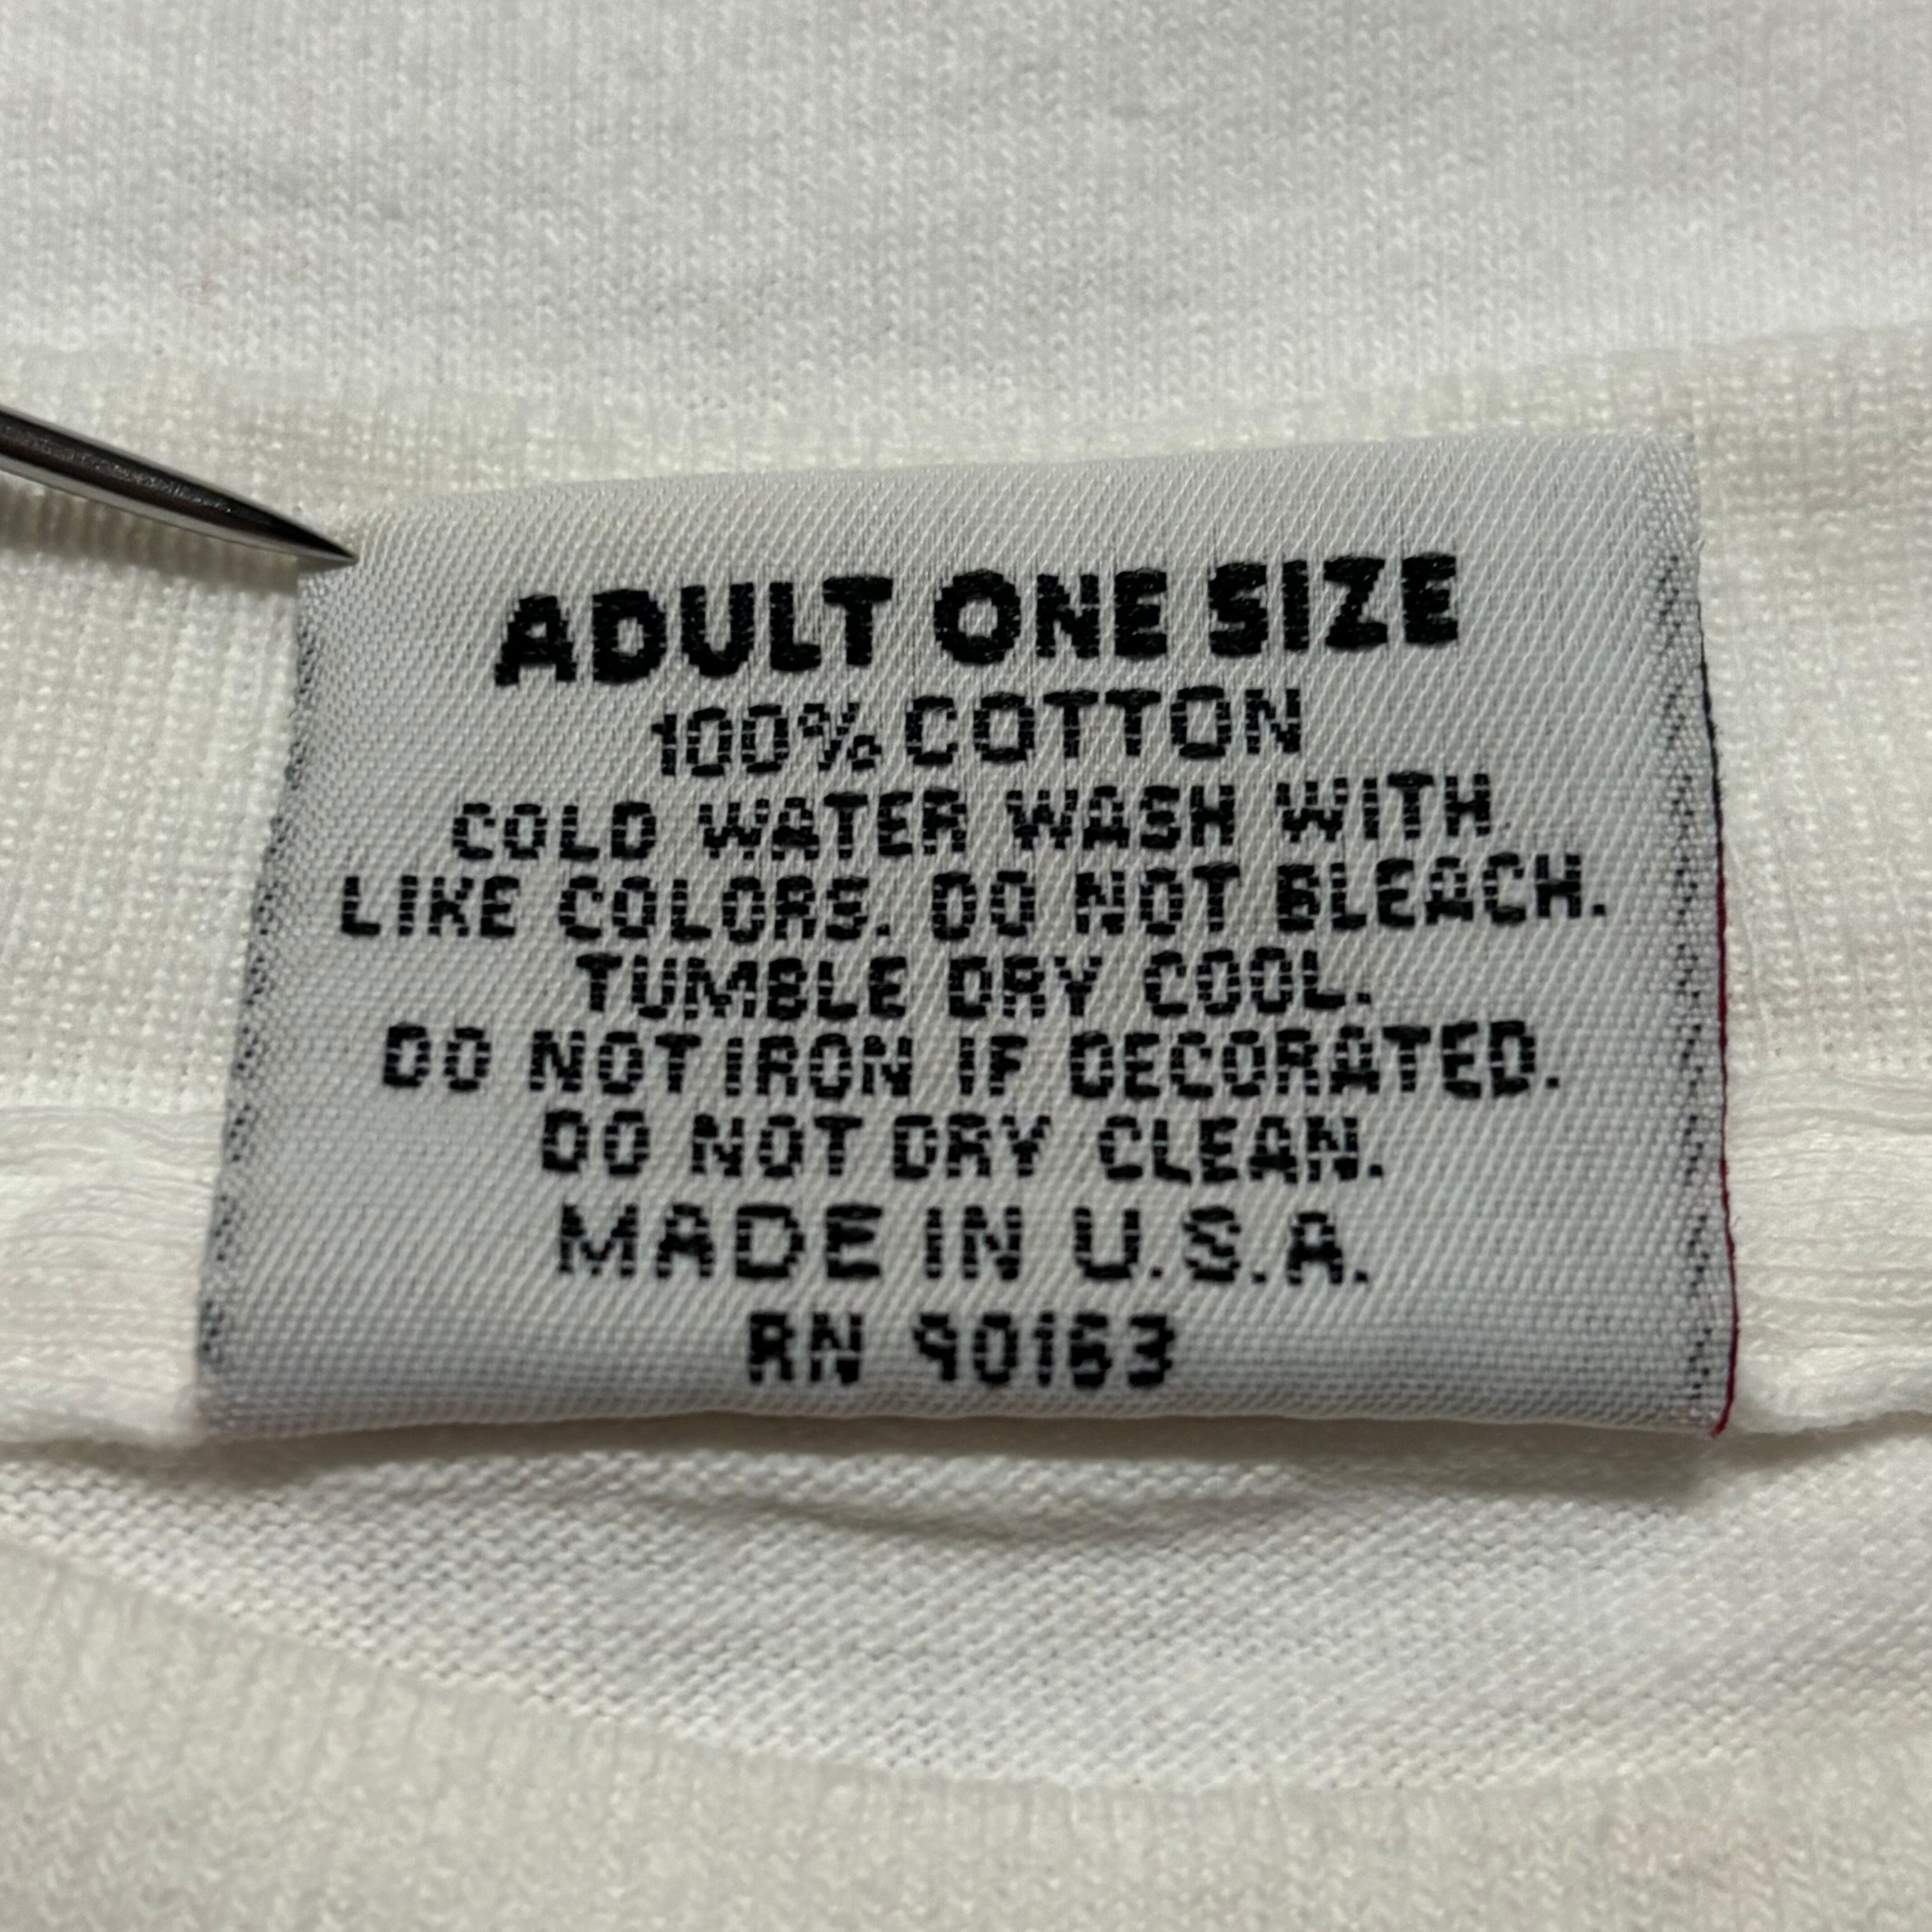 ADULT ONE SIZE
100% COTTON
COLD WATER WASH WITH
LIKE COLORS. DO NOT BLEACH.
TUMBLE DRY COOL.
DO NOT IRON IF DECORATED.
DO NOT DRY CLEAN.
MADE IN U.S.A.
RN 90163